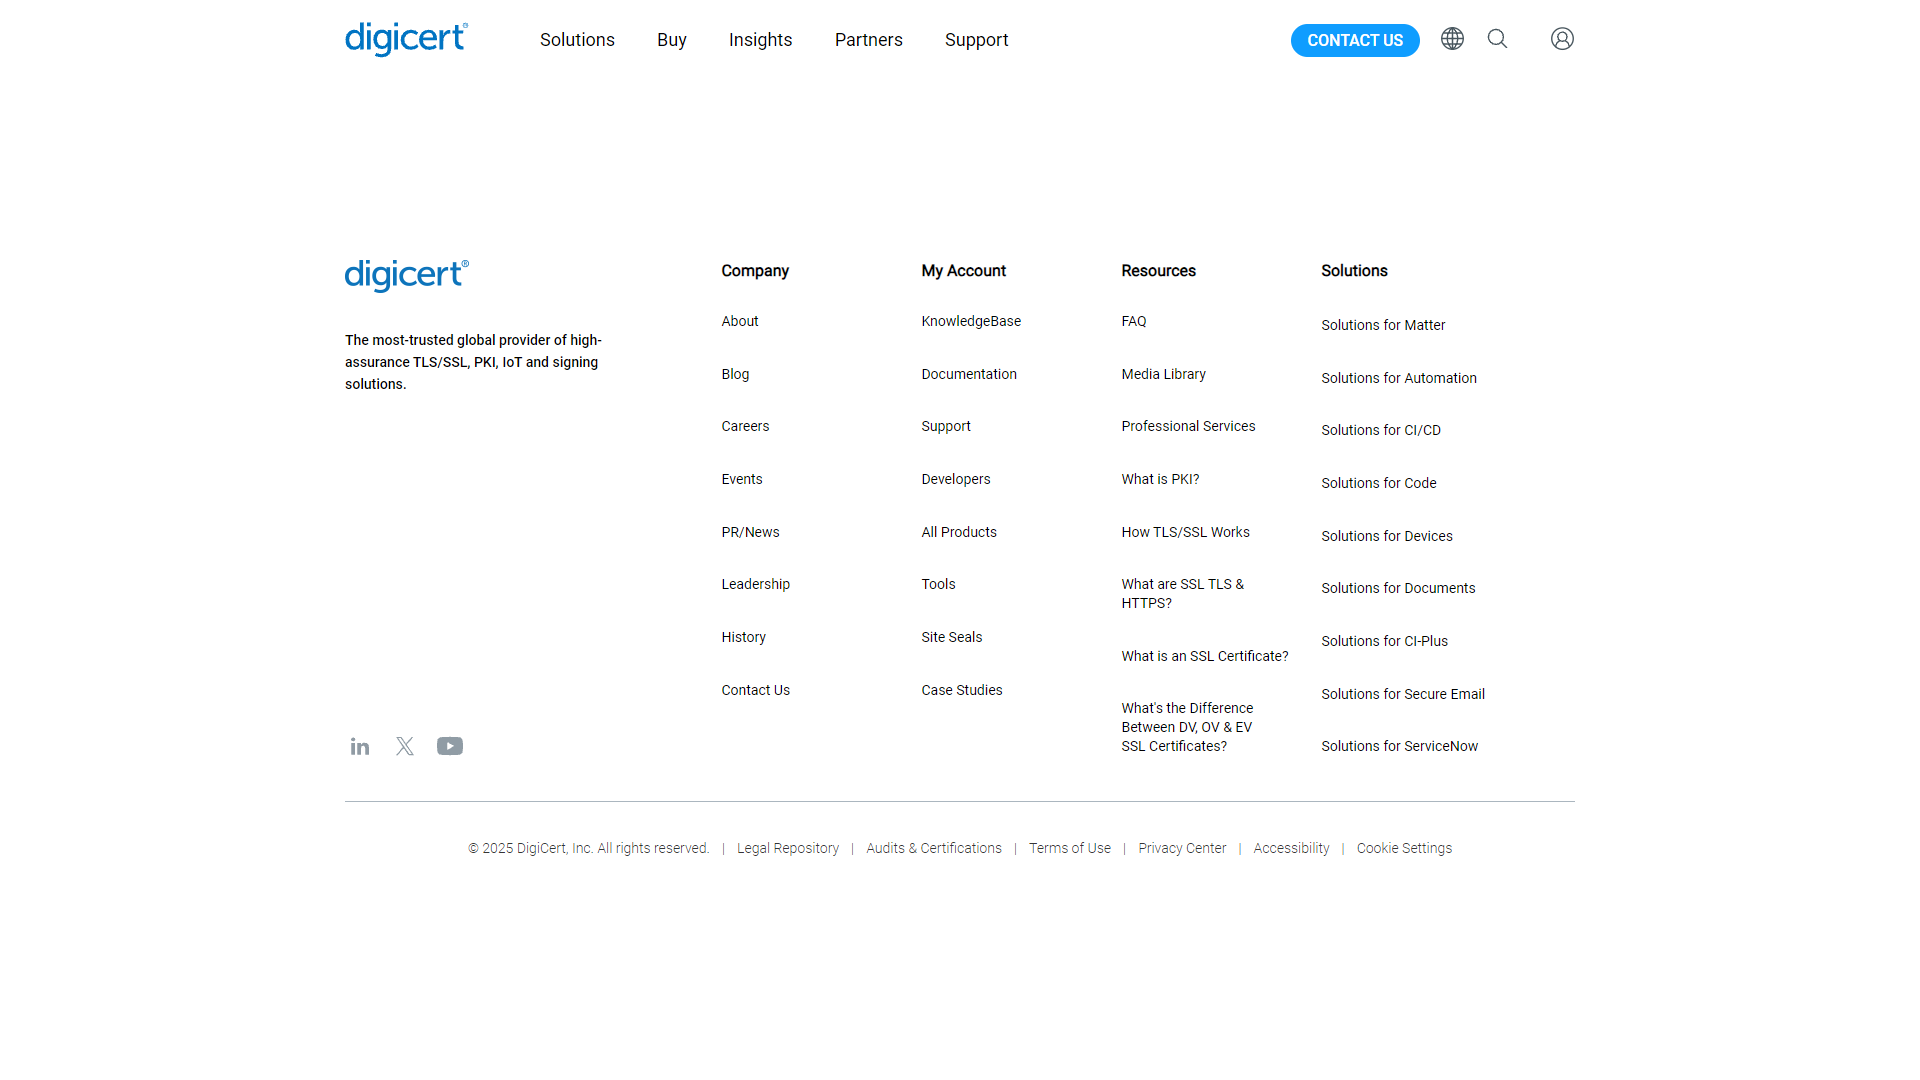 digicert®
Solutions
Buy
Insights
Partners
Support
CONTACT US
digicert®
The most-trusted global provider of high-
assurance TLS/SSL, PKI, IoT and signing
solutions.
Company
About
Blog
Careers
Events
PR/News
Leadership
History
Contact Us
My Account
KnowledgeBase
Documentation
Support
Developers
All Products
Tools
Site Seals
Case Studies
Resources
FAQ
Media Library
Professional Services
What is PKI?
How TLS/SSL Works
What are SSL TLS &
HTTPS?
What is an SSL Certificate?
What's the Difference
Between DV, OV & EV
SSL Certificates?
Solutions
Solutions for Matter
Solutions for Automation
Solutions for CI/CD
Solutions for Code
Solutions for Devices
Solutions for Documents
Solutions for CI-Plus
Solutions for Secure Email
Solutions for ServiceNow
© 2025 DigiCert, Inc. All rights reserved. | Legal Repository | Audits & Certifications | Terms of Use | Privacy Center | Accessibility | Cookie Settings